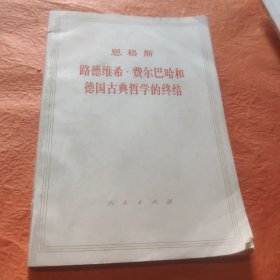 恩格斯
路德维希·费尔巴哈和
德国古典哲学的终结
人民出版社